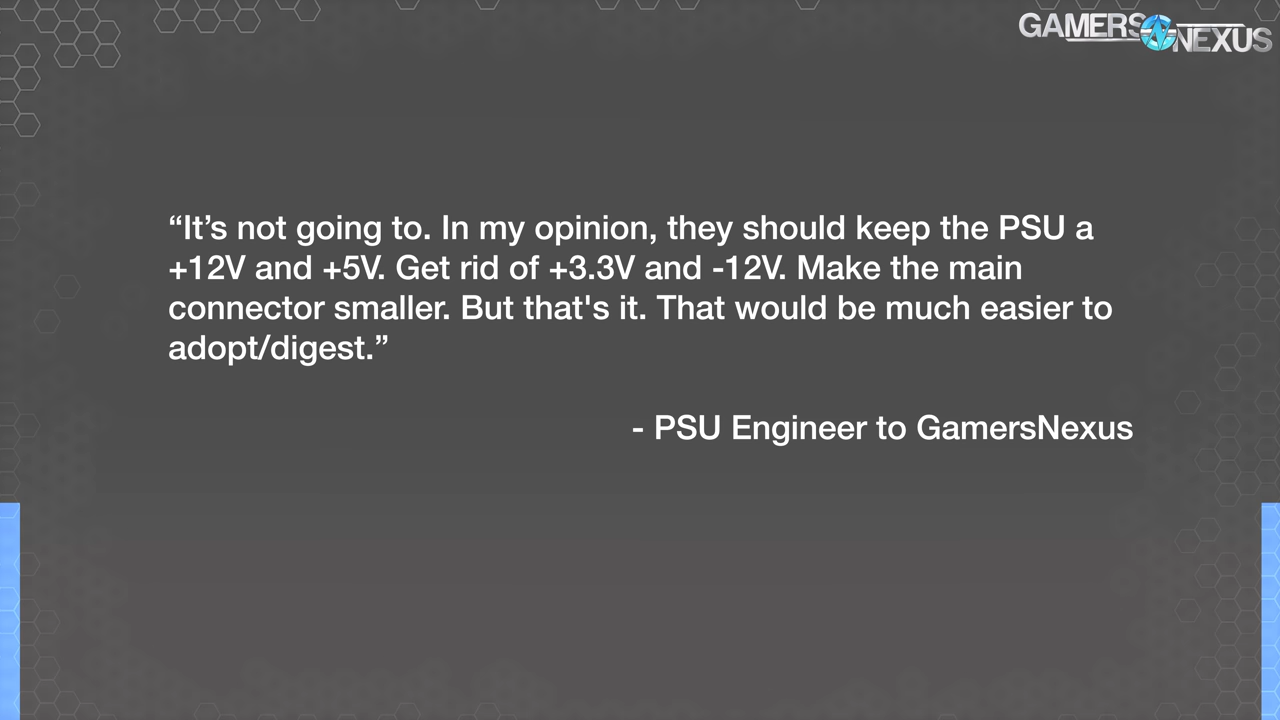 GAMERS NEXUS
“It’s not going to. In my opinion, they should keep the PSU a
+12V and +5V. Get rid of +3.3V and -12V. Make the main
connector smaller. But that's it. That would be much easier to
adopt/digest.”
- PSU Engineer to GamersNexus